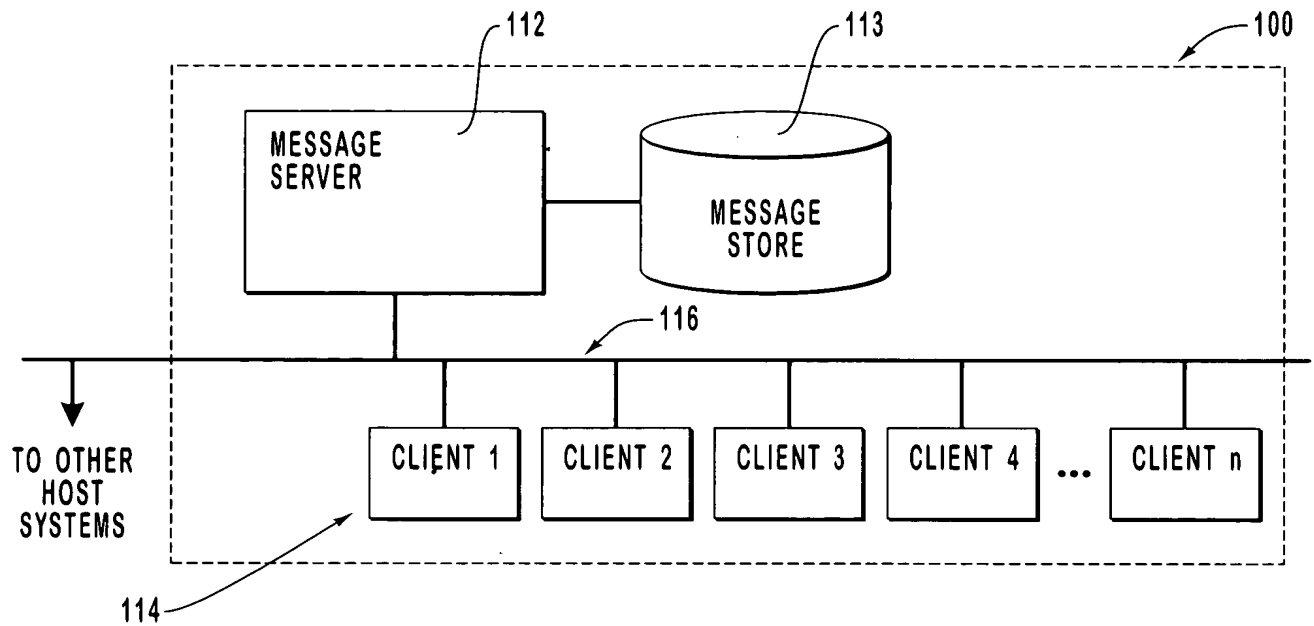 112
113
100
MESSAGE
SERVER
MESSAGE
STORE
116
CLIENT 1
CLIENT 2
CLIENT 3
CLIENT 4
...
CLIENT n
TO OTHER
HOST
SYSTEMS
114